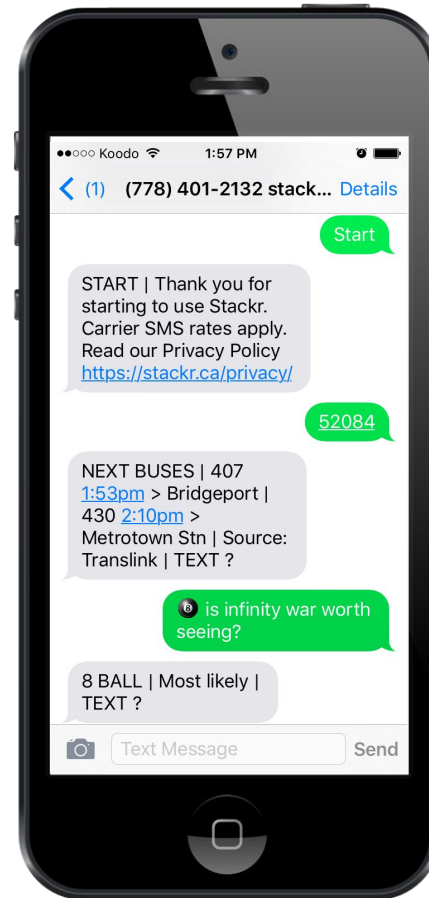 Koodo 1:57 PM
(1) (778) 401-2132 stack... Details
Start
START | Thank you for
starting to use Stackr.
Carrier SMS rates apply.
Read our Privacy Policy
https://stackr.ca/privacy/
52084
NEXT BUSES | 407
1:53pm > Bridgeport |
430 2:10pm >
Metrotown Stn | Source:
Translink | TEXT ?
🎱 is infinity war worth
seeing?
8 BALL | Most likely |
TEXT ?
Text Message Send